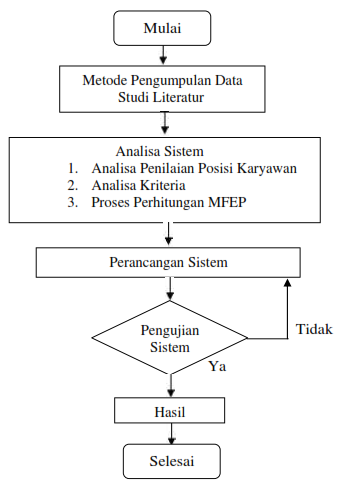 Mulai
Metode Pengumpulan Data
Studi Literatur
Analisa Sistem
1. Analisa Penilaian Posisi Karyawan
2. Analisa Kriteria
3. Proses Perhitungan MFEP
Perancangan Sistem
Pengujian
Sistem
Tidak
Ya
Hasil
Selesai